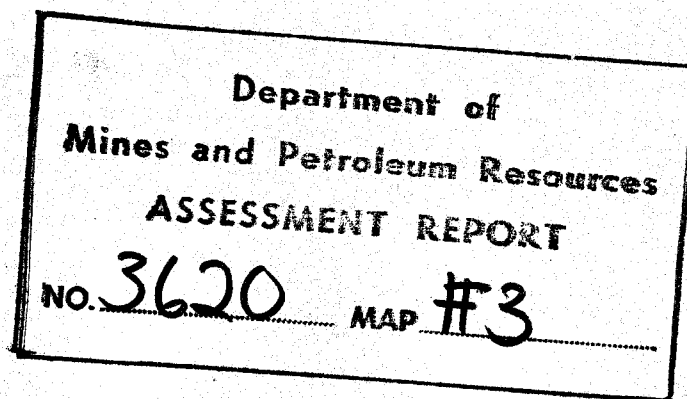 Department of
Mines and Petroleum Resources
ASSESSMENT REPORT
NO. 3620 MAP #3